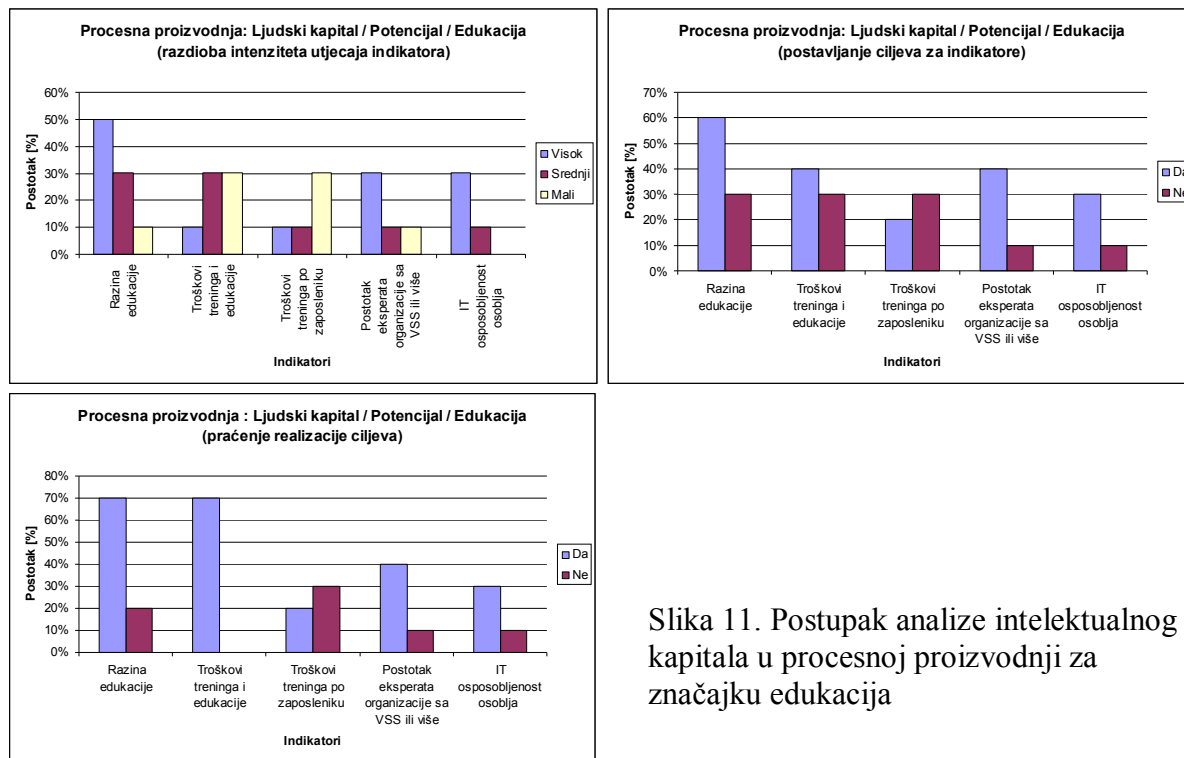 Procesna proizvodnja: Ljudski kapital / Potencijal / Edukacija
(razdioba intenziteta utjecaja indikatora)
60%
50%
40%
30%
20%
10%
0%
Postotak [%]
Razina
edukacije
Troškovi
treninga i
edukacije
Troškovi
treninga po
zaposleniku
Postotak
eksperata
organizacije sa
VSS ili više
IT
osposobljenost
osoblja
Indikatori
Visok
Srednji
Mali
Procesna proizvodnja: Ljudski kapital / Potencijal / Edukacija
(postavljanje ciljeva za indikatore)
70%
60%
50%
40%
30%
20%
10%
0%
Postotak [%]
Razina
edukacije
Troškovi
treninga i
edukacije
Troškovi
treninga po
zaposleniku
Postotak
eksperata
organizacije sa
VSS ili više
IT
osposobljenost
osoblja
Indikatori
Da
Ne
Procesna proizvodnja : Ljudski kapital / Potencijal / Edukacija
(praćenje realizacije ciljeva)
80%
70%
60%
50%
40%
30%
20%
10%
0%
Postotak [%]
Razina
edukacije
Troškovi
treninga i
edukacije
Troškovi
treninga po
zaposleniku
Postotak
eksperata
organizacije sa
VSS ili više
IT
osposobljenost
osoblja
Indikatori
Da
Ne
Slika 11. Postupak analize intelektualnog
kapitala u procesnoj proizvodnji za
značajku edukacija